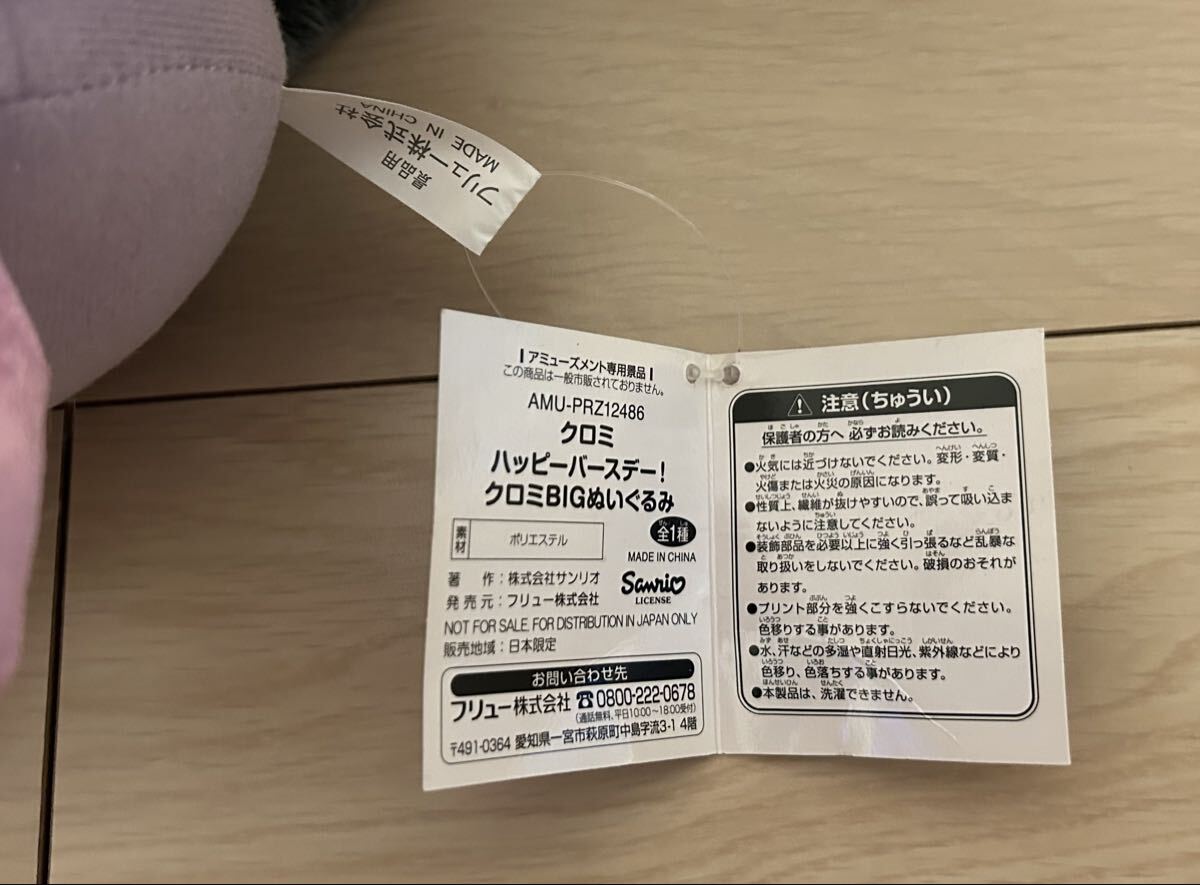 景品用
フリュー株式会社
MADE IN CHINA
┃アミューズメント専用景品┃
この商品は一般市販されておりません。
AMU-PRZ12486
クロミ
ハッピーバースデー!
クロミBIGぬいぐるみ
素材 ポリエステル
全1種
MADE IN CHINA
著 作:株式会社サンリオ
発売元:フリュー株式会社
Sanrio
LICENSE
NOT FOR SALE. FOR DISTRIBUTION IN JAPAN ONLY
販売地域:日本限定
お問い合わせ先
フリュー株式会社 ☎0800-222-0678
(通話無料、平日10:00~18:00受付)
〒491-0364 愛知県一宮市萩原町中島字流3-1 4階
⚠ 注意(ちゅうい)
保護者の方へ 必ずお読みください。
●火気には近づけないでください。変形・変質・
火傷または火災の原因になります。
●性質上、繊維が抜けやすいので、誤って吸い込ま
ないように注意してください。
●装飾部品を必要以上に強く引っ張るなど乱暴な
取り扱いをしないでください。破損のおそれが
あります。
●プリント部分を強くこすらないでください。
色移りする事があります。
●水、汗などの多湿や直射日光、紫外線などにより
色移り、色落ちする事があります。
●本製品は、洗濯できません。